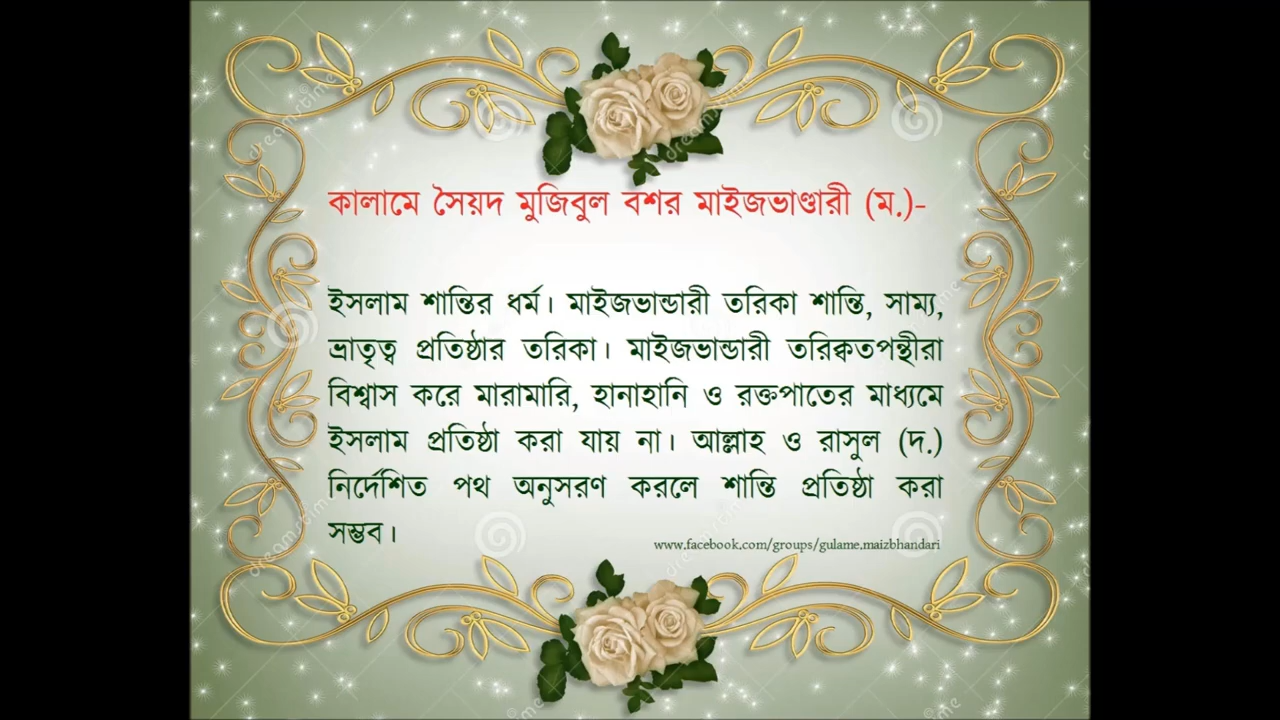 কালামে সৈয়দ মুজিবুল বশর মাইজভাণ্ডারী (ম.)-
ইসলাম শান্তির ধর্ম। মাইজভান্ডারী তরিকা শান্তি, সাম্য,
ভ্রাতৃত্ব প্রতিষ্ঠার তরিকা। মাইজভান্ডারী তরিক্বতপন্থীরা
বিশ্বাস করে মারামারি, হানাহানি ও রক্তপাতের মাধ্যমে
ইসলাম প্রতিষ্ঠা করা যায় না। আল্লাহ ও রাসুল (দ.)
নির্দেশিত পথ অনুসরণ করলে শান্তি প্রতিষ্ঠা করা
সম্ভব।
www.facebook.com/groups/gulame.maizbhandari